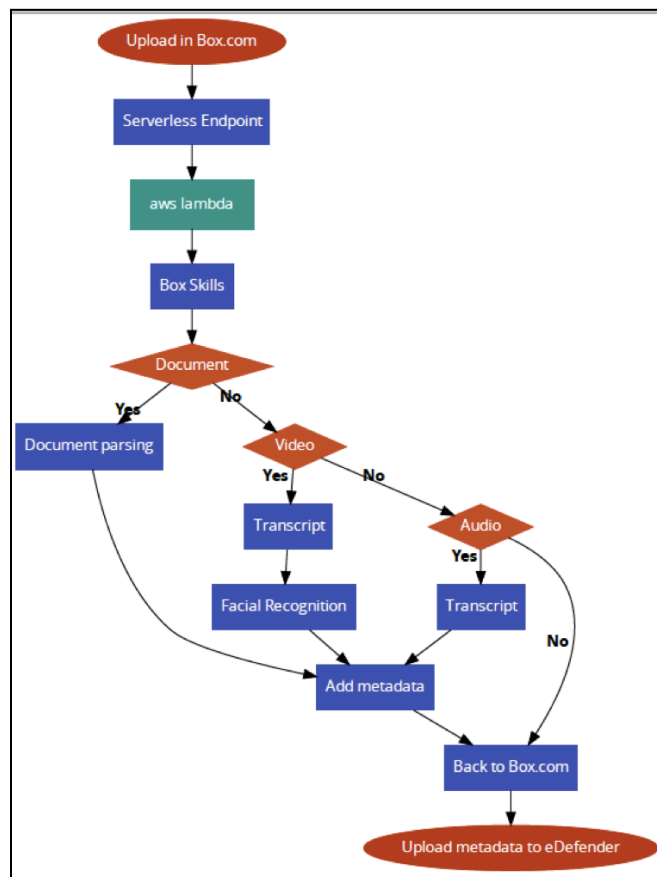 Upload in Box.com
Serverless Endpoint
aws lambda
Box Skills
Document
Yes
No
Document parsing
Video
Yes
No
Transcript
Audio
Yes
Facial Recognition
Transcript
No
Add metadata
Back to Box.com
Upload metadata to eDefender